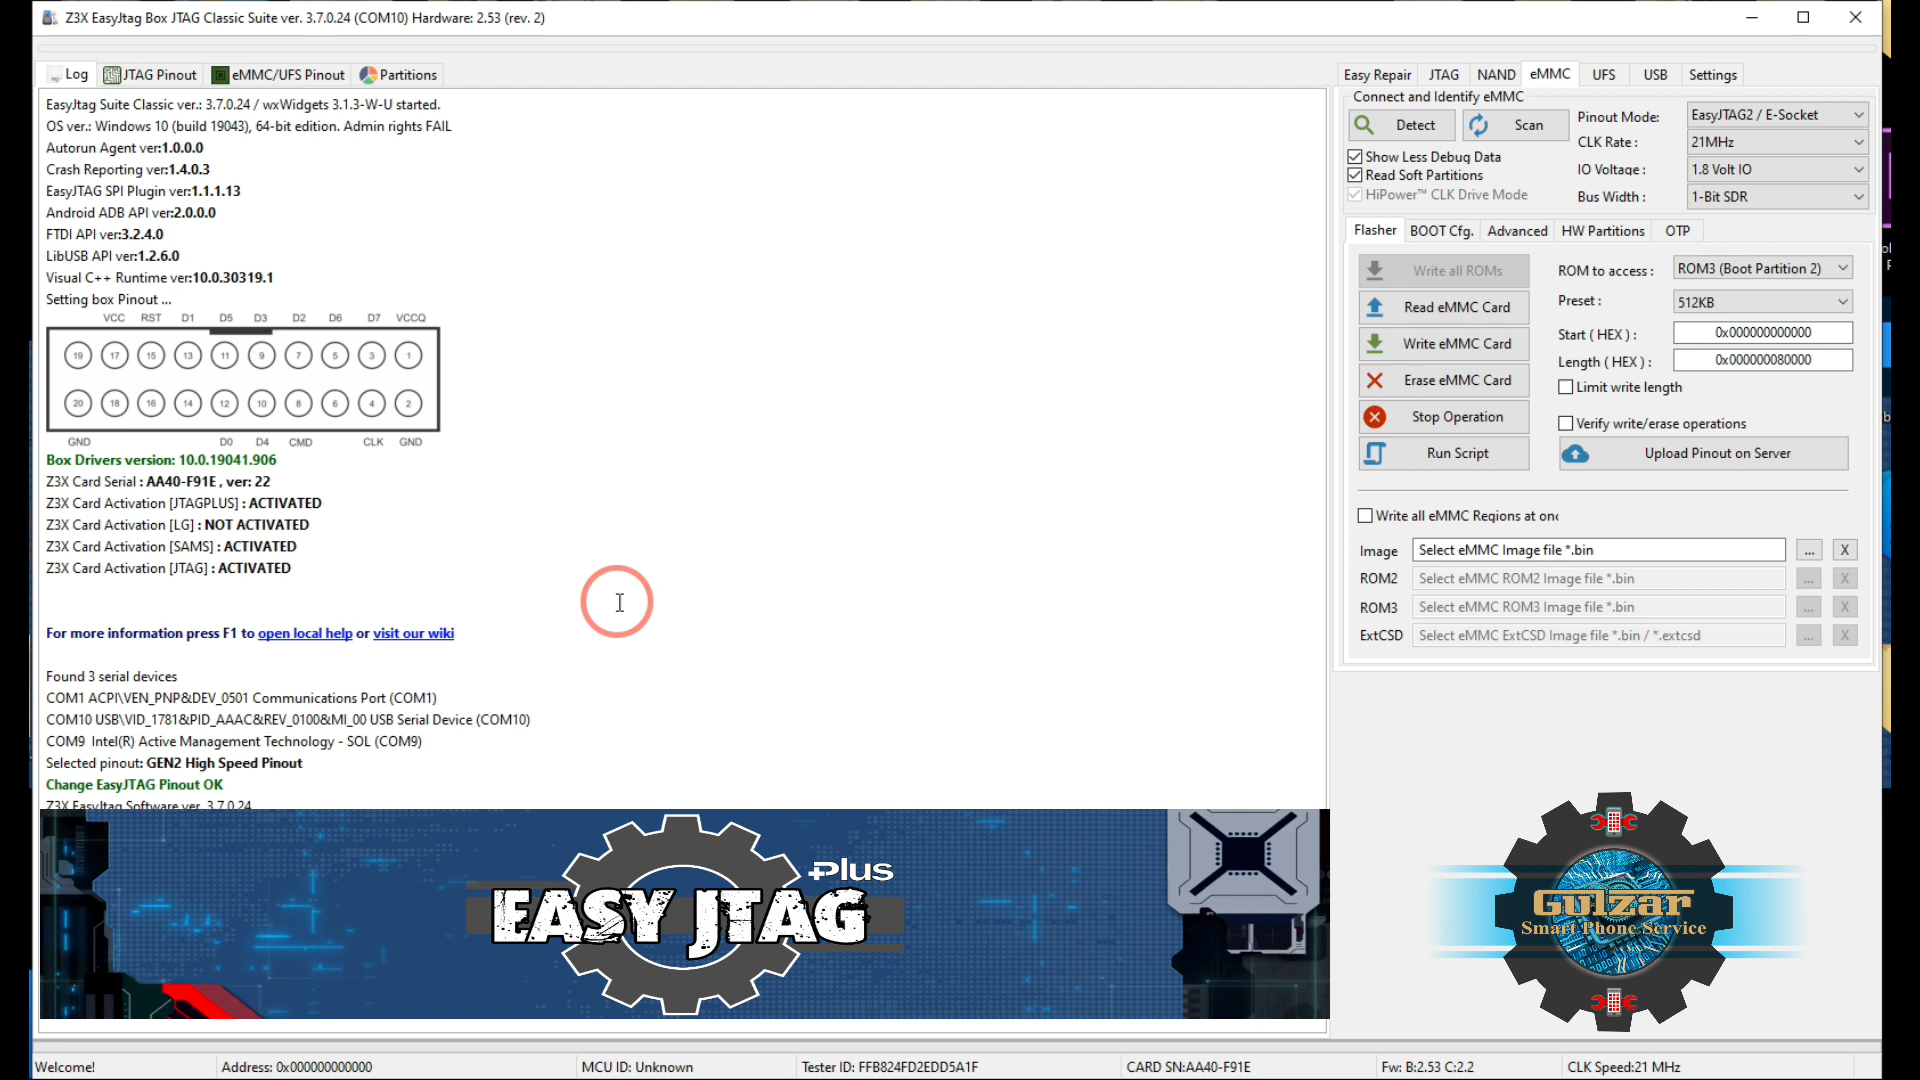 Z3X EasyJtag Box JTAG Classic Suite ver. 3.7.0.24 (COM10) Hardware: 2.53 (rev. 2)
Log JTAG Pinout eMMC/UFS Pinout Partitions
EasyJtag Suite Classic ver.: 3.7.0.24 / wxWidgets 3.1.3-W-U started.
OS ver.: Windows 10 (build 19043), 64-bit edition. Admin rights FAIL
Autorun Agent ver:1.0.0.0
Crash Reporting ver:1.4.0.3
EasyJTAG SPI Plugin ver:1.1.1.13
Android ADB API ver:2.0.0.0
FTDI API ver:3.2.4.0
LibUSB API ver:1.2.6.0
Visual C++ Runtime ver:10.0.30319.1
Setting box Pinout ...
VCC RST D1 D5 D3 D2 D6 D7 VCCQ
19 17 15 13 11 9 7 5 3 1
20 18 16 14 12 10 8 6 4 2
GND D0 D4 CMD CLK GND
Box Drivers version: 10.0.19041.906
Z3X Card Serial : AA40-F91E , ver: 22
Z3X Card Activation [JTAGPLUS] : ACTIVATED
Z3X Card Activation [LG] : NOT ACTIVATED
Z3X Card Activation [SAMS] : ACTIVATED
Z3X Card Activation [JTAG] : ACTIVATED
For more information press F1 to open local help or visit our wiki
Found 3 serial devices
COM1 ACPI\VEN_PNP&DEV_0501 Communications Port (COM1)
COM10 USB\VID_1781&PID_AAAC&REV_0100&MI_00 USB Serial Device (COM10)
COM9 Intel(R) Active Management Technology - SOL (COM9)
Selected pinout: GEN2 High Speed Pinout
Change EasyJTAG Pinout OK
Z3X EasyJtag Software ver. 3.7.0.24
Plus
EASY JTAG
Easy Repair JTAG NAND eMMC UFS USB Settings
Connect and Identify eMMC
Detect Scan
Pinout Mode: EasyJTAG2 / E-Socket
CLK Rate : 21MHz
Show Less Debug Data
Read Soft Partitions
IO Voltage : 1.8 Volt IO
HiPower™ CLK Drive Mode
Bus Width : 1-Bit SDR
Flasher BOOT Cfg. Advanced HW Partitions OTP
Write all ROMs
ROM to access : ROM3 (Boot Partition 2)
Read eMMC Card
Preset : 512KB
Start ( HEX ) : 0x000000000000
Write eMMC Card
Length ( HEX ) : 0x000000080000
Erase eMMC Card
Limit write length
Stop Operation
Verify write/erase operations
Run Script
Upload Pinout on Server
Write all eMMC Regions at onc
Image Select eMMC Image file *.bin ... X
ROM2 Select eMMC ROM2 Image file *.bin ... X
ROM3 Select eMMC ROM3 Image file *.bin ... X
ExtCSD Select eMMC ExtCSD Image file *.bin / *.extcsd ... X
Gulzar
Smart Phone Service
Welcome! Address: 0x000000000000 MCU ID: Unknown Tester ID: FFB824FD2EDD5A1F CARD SN:AA40-F91E Fw: B:2.53 C:2.2 CLK Speed:21 MHz